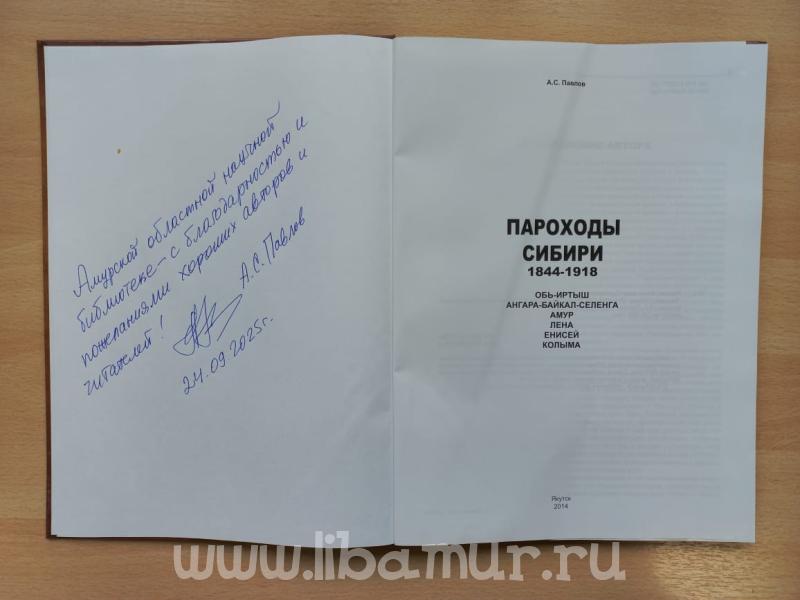 Амурской областной научной
библиотеке - с благодарностью и
пожеланиями хороших авторов и
читателей!
А.С. Павлов
24.09.2025г.
А.С. Павлов
ПАРОХОДЫ
СИБИРИ
1844-1918
ОБЬ-ИРТЫШ
АНГАРА-БАЙКАЛ-СЕЛЕНГА
АМУР
ЛЕНА
ЕНИСЕЙ
КОЛЫМА
Якутск
2014
www.libamur.ru